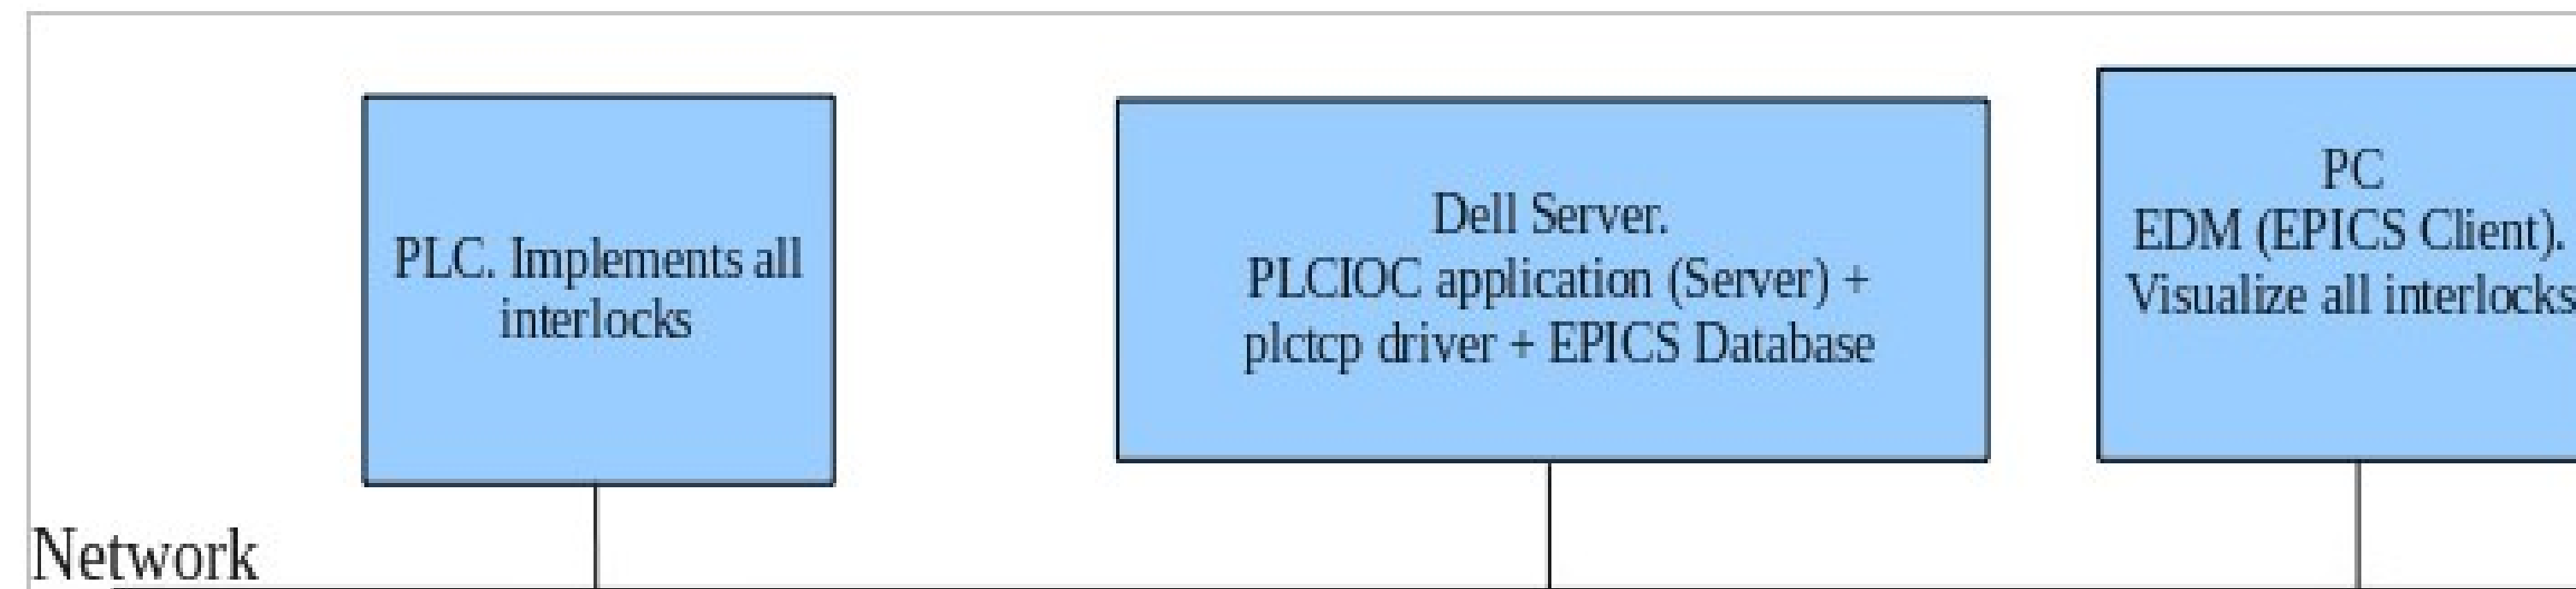 PLC. Implements all
interlocks
Dell Server.
PLCIOC application (Server) +
plctcp driver + EPICS Database
PC
EDM (EPICS Client).
Visualize all interlocks
Network